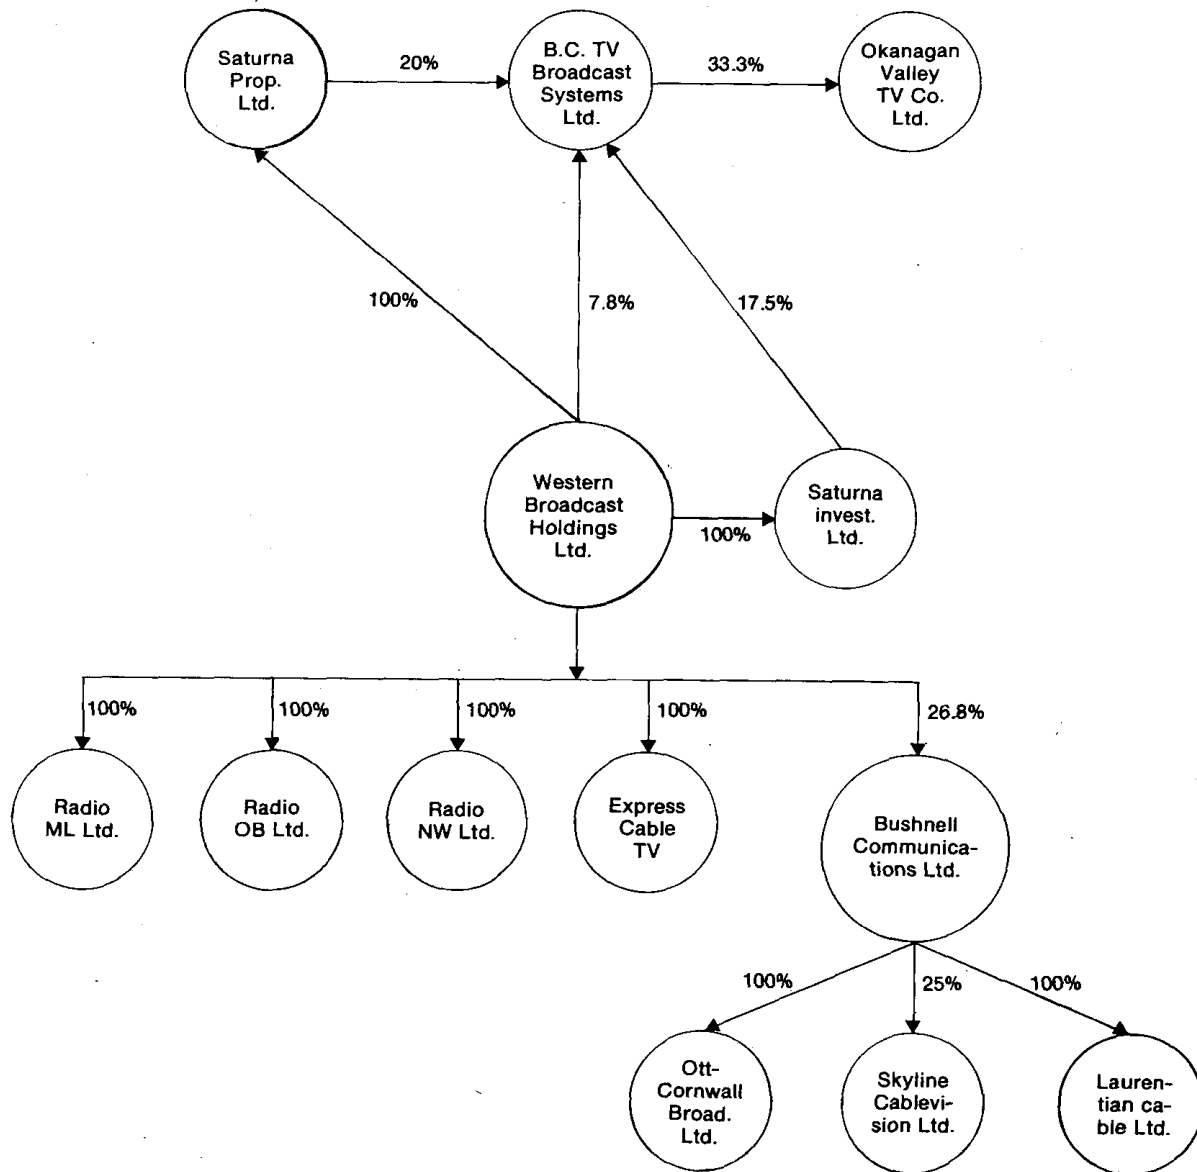 Saturna
Prop.
Ltd.
20%
B.C. TV
Broadcast
Systems
Ltd.
33.3%
Okanagan
Valley
TV Co.
Ltd.
100%
7.8%
17.5%
Western
Broadcast
Holdings
Ltd.
100%
Saturna
invest.
Ltd.
100%
100%
100%
100%
26.8%
Radio
ML Ltd.
Radio
OB Ltd.
Radio
NW Ltd.
Express
Cable
TV
Bushnell
Communica-
tions Ltd.
100%
25%
100%
Ott-
Cornwall
Broad.
Ltd.
Skyline
Cablevi-
sion Ltd.
Lauren-
tian ca-
ble Ltd.